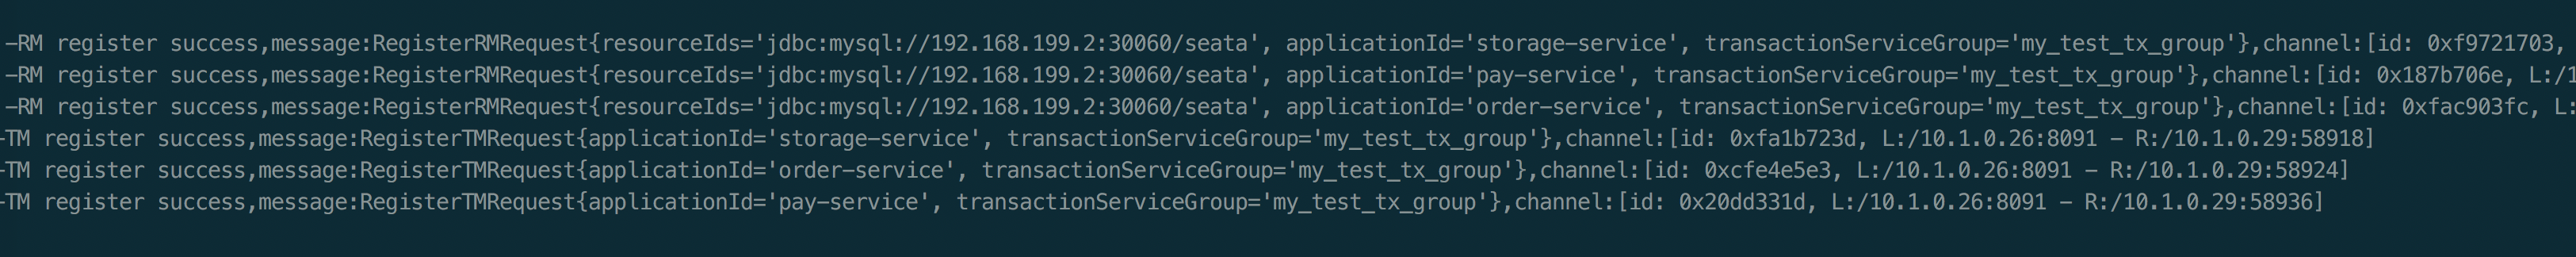 -RM register success,message:RegisterRMRequest{resourceIds='jdbc:mysql://192.168.199.2:30060/seata', applicationId='storage-service', transactionServiceGroup='my_test_tx_group'},channel:[id: 0xf9721703,
-RM register success,message:RegisterRMRequest{resourceIds='jdbc:mysql://192.168.199.2:30060/seata', applicationId='pay-service', transactionServiceGroup='my_test_tx_group'},channel:[id: 0x187b706e, L:/1
-RM register success,message:RegisterRMRequest{resourceIds='jdbc:mysql://192.168.199.2:30060/seata', applicationId='order-service', transactionServiceGroup='my_test_tx_group'},channel:[id: 0xfac903fc, L:
-TM register success,message:RegisterTMRequest{applicationId='storage-service', transactionServiceGroup='my_test_tx_group'},channel:[id: 0xfa1b723d, L:/10.1.0.26:8091 - R:/10.1.0.29:58918]
-TM register success,message:RegisterTMRequest{applicationId='order-service', transactionServiceGroup='my_test_tx_group'},channel:[id: 0xcfe4e5e3, L:/10.1.0.26:8091 - R:/10.1.0.29:58924]
-TM register success,message:RegisterTMRequest{applicationId='pay-service', transactionServiceGroup='my_test_tx_group'},channel:[id: 0x20dd331d, L:/10.1.0.26:8091 - R:/10.1.0.29:58936]